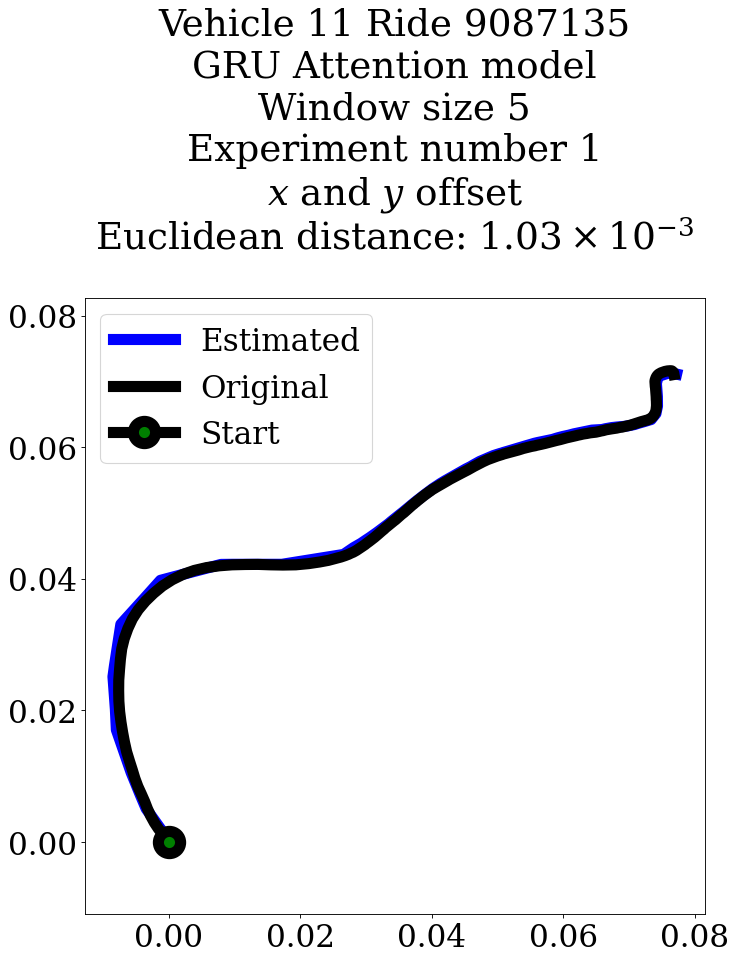 Vehicle 11 Ride 9087135
GRU Attention model
Window size 5
Experiment number 1
x and y offset
Euclidean distance: 1.03 × 10⁻³
0.08
0.06
0.04
0.02
0.00
Estimated
Original
Start
0.00 0.02 0.04 0.06 0.08